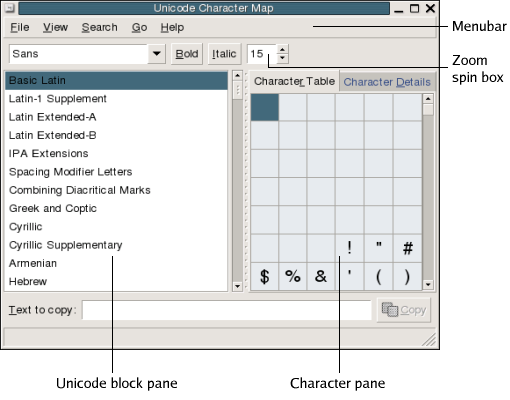 Unicode Character Map
File View Search Go Help
Menubar
Sans Bold Italic 15
Zoom
spin box
Basic Latin
Latin-1 Supplement
Latin Extended-A
Latin Extended-B
IPA Extensions
Spacing Modifier Letters
Combining Diacritical Marks
Greek and Coptic
Cyrillic
Cyrillic Supplementary
Armenian
Hebrew
Character Table Character Details
! " #
$ % & ' ( )
Text to copy: Copy
Unicode block pane
Character pane